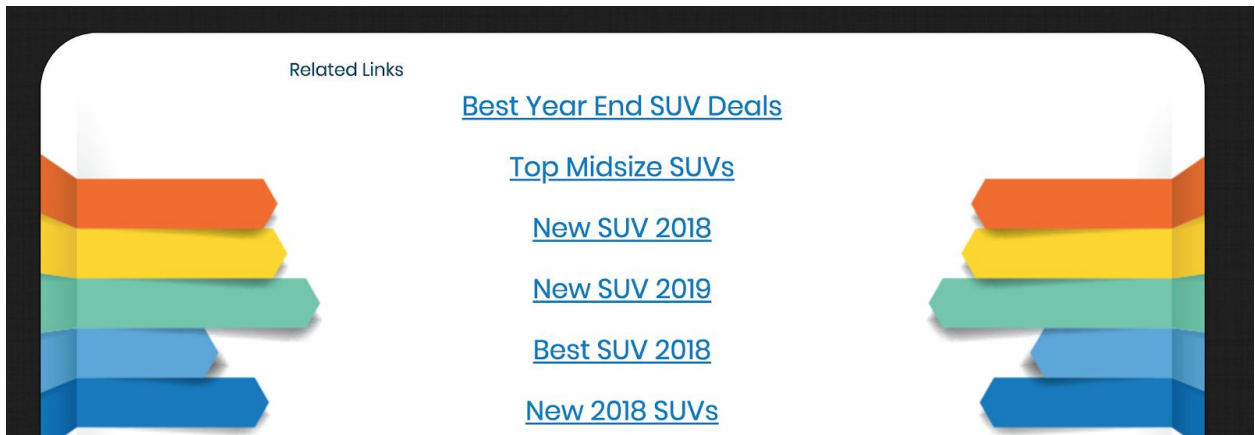 Related Links
Best Year End SUV Deals
Top Midsize SUVs
New SUV 2018
New SUV 2019
Best SUV 2018
New 2018 SUVs